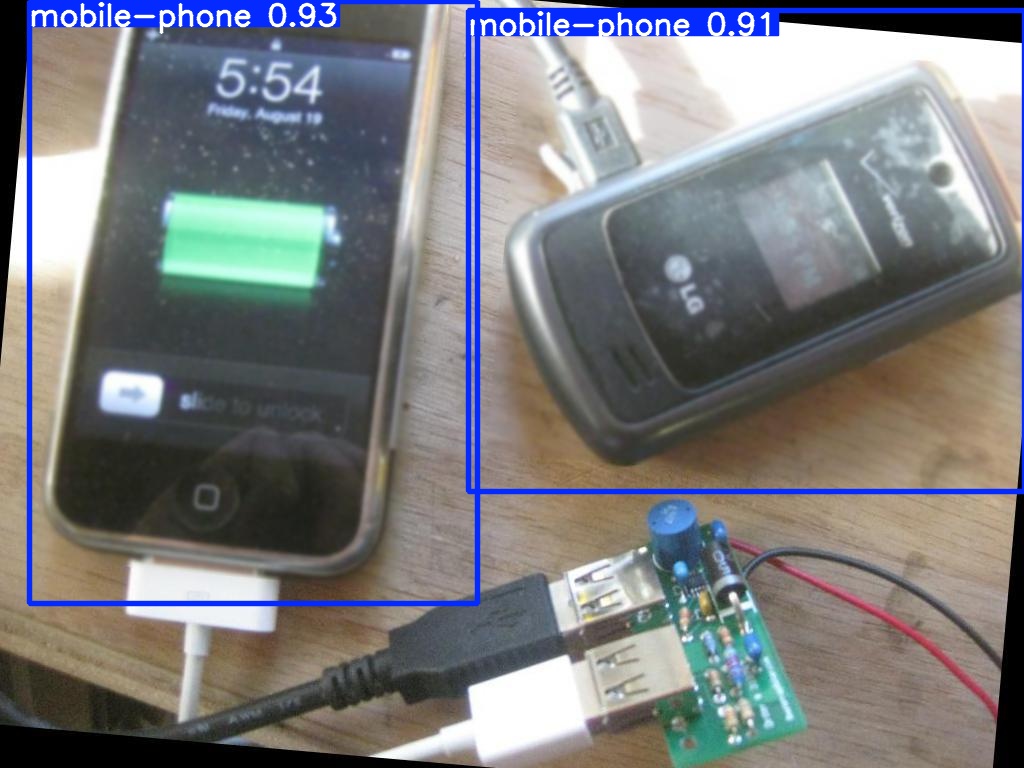 mobile-phone 0.93
mobile-phone 0.91
5:54
Friday, August 19
slide to unlock
verizon
LG